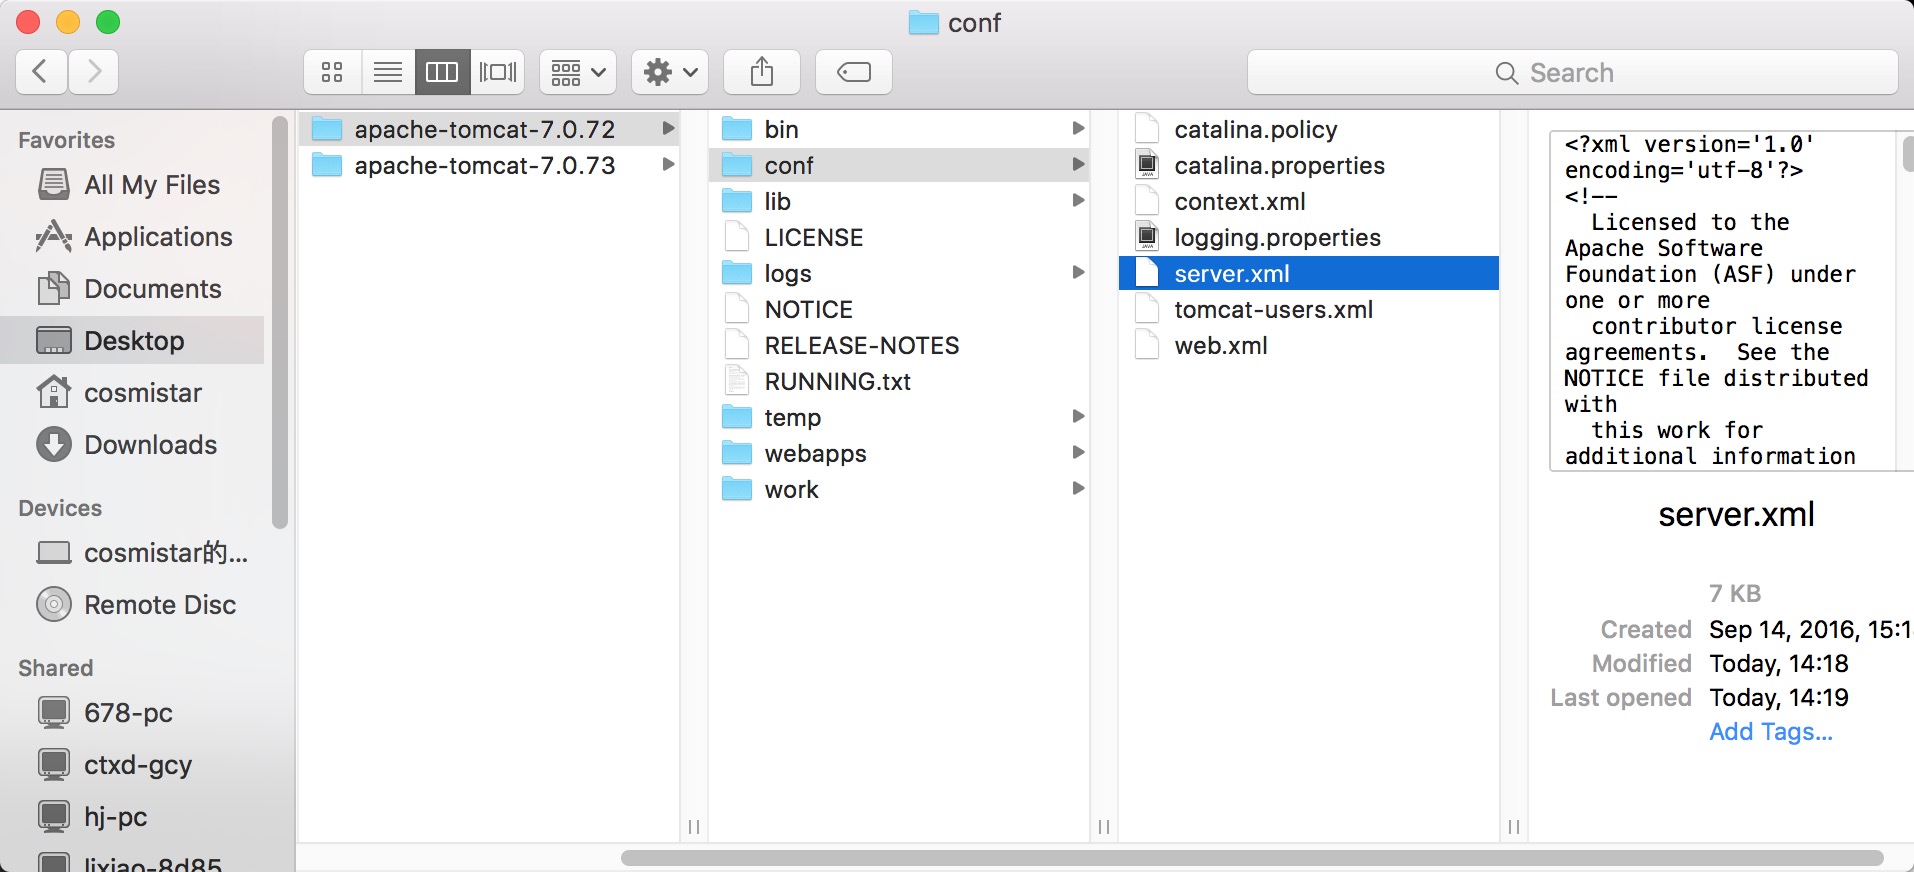 conf
Search
Favorites
All My Files
Applications
Documents
Desktop
cosmistar
Downloads
Devices
cosmistar的...
Remote Disc
Shared
678-pc
ctxd-gcy
hj-pc
lixiao-8d85
apache-tomcat-7.0.72
apache-tomcat-7.0.73
bin
conf
lib
LICENSE
logs
NOTICE
RELEASE-NOTES
RUNNING.txt
temp
webapps
work
catalina.policy
catalina.properties
context.xml
logging.properties
server.xml
tomcat-users.xml
web.xml
<?xml version='1.0'
encoding='utf-8'?>
<!--
Licensed to the
Apache Software
Foundation (ASF) under
one or more
contributor license
agreements.  See the
NOTICE file distributed
with
this work for
additional information
server.xml
7 KB
Created Sep 14, 2016, 15:1
Modified Today, 14:18
Last opened Today, 14:19
Add Tags...